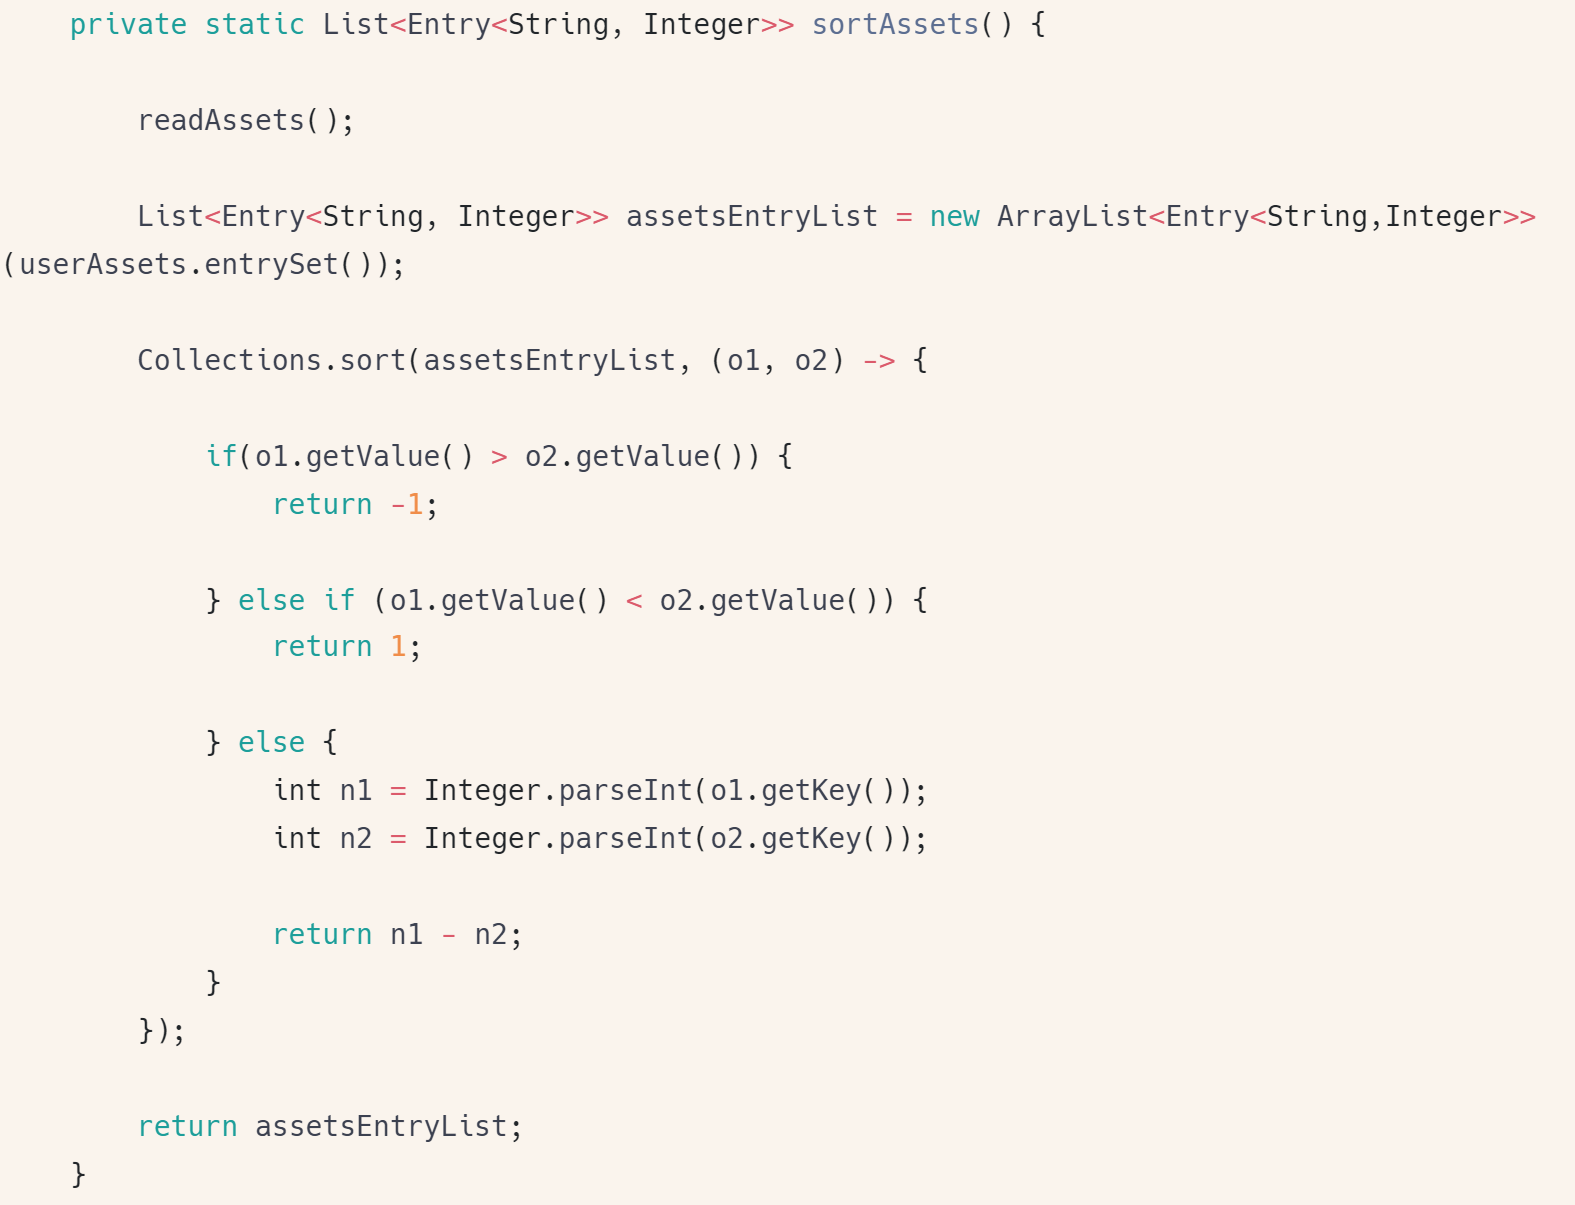 private static List<Entry<String, Integer>> sortAssets() {
readAssets();
List<Entry<String, Integer>> assetsEntryList = new ArrayList<Entry<String,Integer>>
(userAssets.entrySet());
Collections.sort(assetsEntryList, (o1, o2) -> {
if(o1.getValue() > o2.getValue()) {
return -1;
} else if (o1.getValue() < o2.getValue()) {
return 1;
} else {
int n1 = Integer.parseInt(o1.getKey());
int n2 = Integer.parseInt(o2.getKey());
return n1 - n2;
}
});
return assetsEntryList;
}